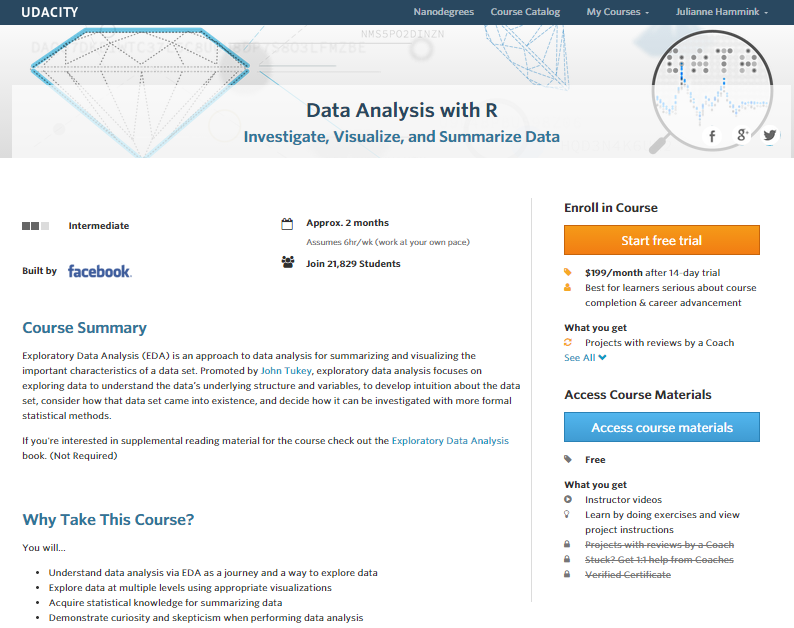 UDACITY
Nanodegrees Course Catalog My Courses Julianne Hammink
NMSSPO2DINZN
Data Analysis with R
Investigate, Visualize, and Summarize Data
Intermediate
Approx. 2 months
Assumes 6hr/wk (work at your own pace)
Built by facebook.
Join 21,829 Students
Course Summary
Exploratory Data Analysis (EDA) is an approach to data analysis for summarizing and visualizing the
important characteristics of a data set. Promoted by John Tukey, exploratory data analysis focuses on
exploring data to understand the data's underlying structure and variables, to develop intuition about the data
set, consider how that data set came into existence, and decide how it can be investigated with more formal
statistical methods.
If you're interested in supplemental reading material for the course check out the Exploratory Data Analysis
book. (Not Required)
Why Take This Course?
You will...
• Understand data analysis via EDA as a journey and a way to explore data
• Explore data at multiple levels using appropriate visualizations
• Acquire statistical knowledge for summarizing data
• Demonstrate curiosity and skepticism when performing data analysis
Enroll in Course
Start free trial
$199/month after 14-day trial
Best for learners serious about course
completion & career advancement
What you get
Projects with reviews by a Coach
See All
Access Course Materials
Access course materials
Free
What you get
Instructor videos
Learn by doing exercises and view
project instructions
Projects with reviews by a Coach
Stuck? Get 1:1 help from Coaches
Verified Certificate